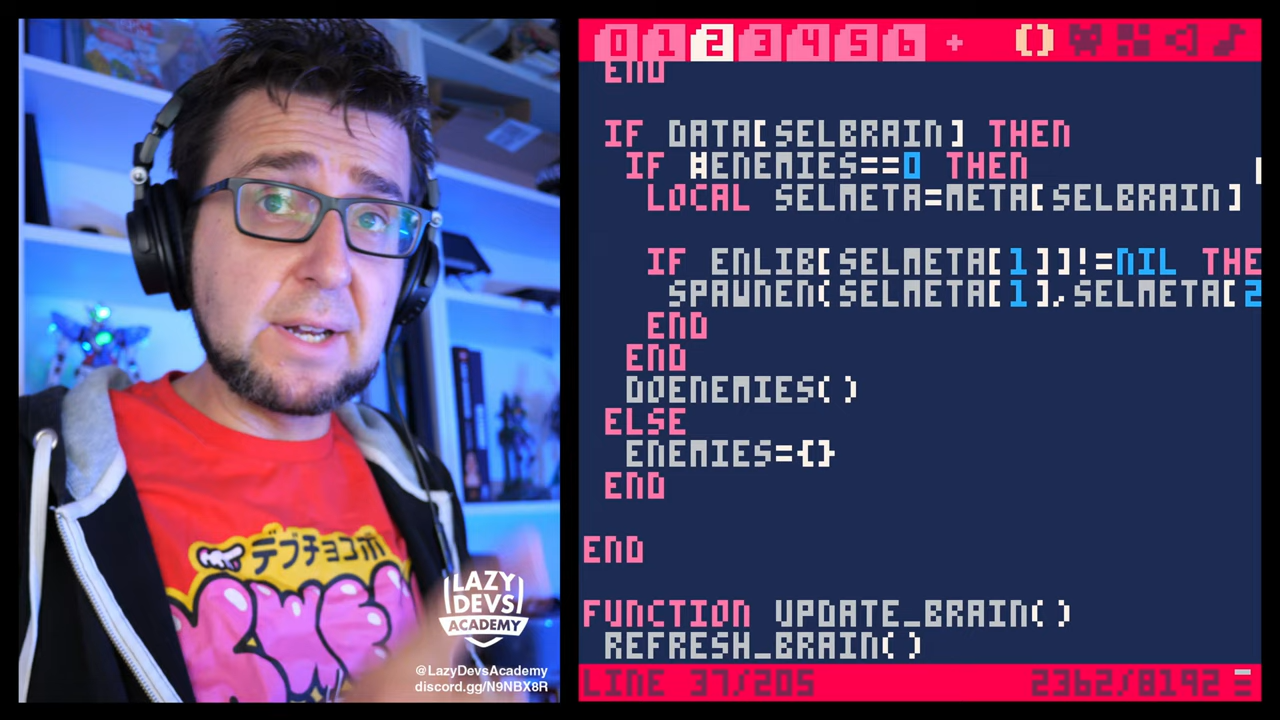 デブチョコボ
LAZY
DEVS
ACADEMY
@LazyDevsAcademy
discord.gg/N9NBX8R
0 1 2 3 4 5 6 +
END
IF DATA[SELBRAIN] THEN
IF #ENEMIES==0 THEN
LOCAL SELMETA=META[SELBRAIN]
IF ENLIB[SELMETA[1]]!=NIL THE
SPAWNEN(SELMETA[1],SELMETA[2
END
END
DOENEMIES()
ELSE
ENEMIES={}
END
END
FUNCTION UPDATE_BRAIN()
REFRESH_BRAIN()
LINE 37/205 2362/8192